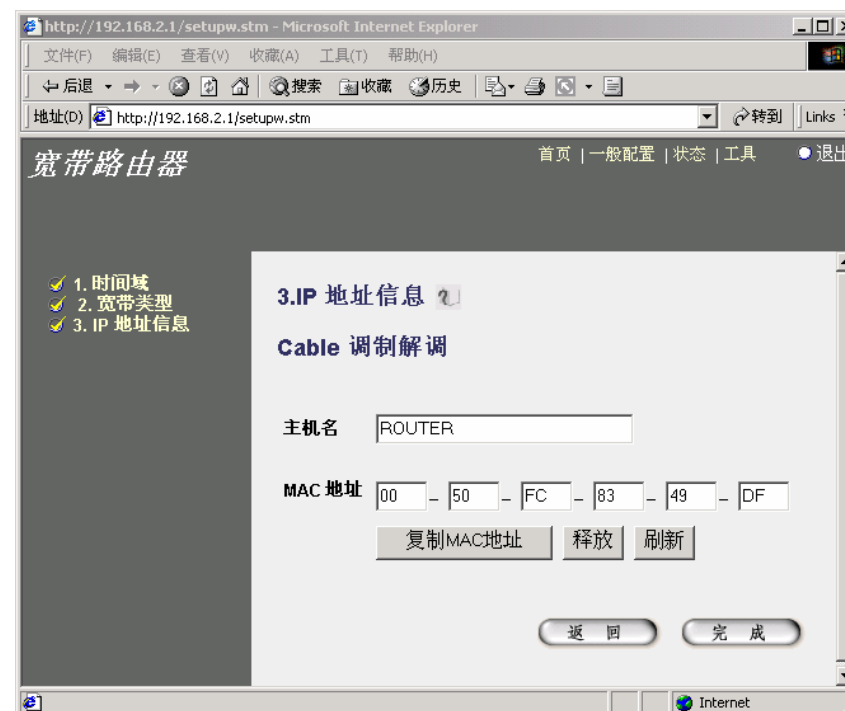 http://192.168.2.1/setupw.stm - Microsoft Internet Explorer
文件(F) 编辑(E) 查看(V) 收藏(A) 工具(T) 帮助(H)
后退 搜索 收藏 历史
地址(D) http://192.168.2.1/setupw.stm 转到 Links
宽带路由器
首页 | 一般配置 | 状态 | 工具 退出
1. 时间域
2. 宽带类型
3. IP 地址信息
3.IP 地址信息
Cable 调制解调
主机名 ROUTER
MAC 地址 00 – 50 – FC – 83 – 49 – DF
复制MAC地址 释放 刷新
返 回 完 成
Internet